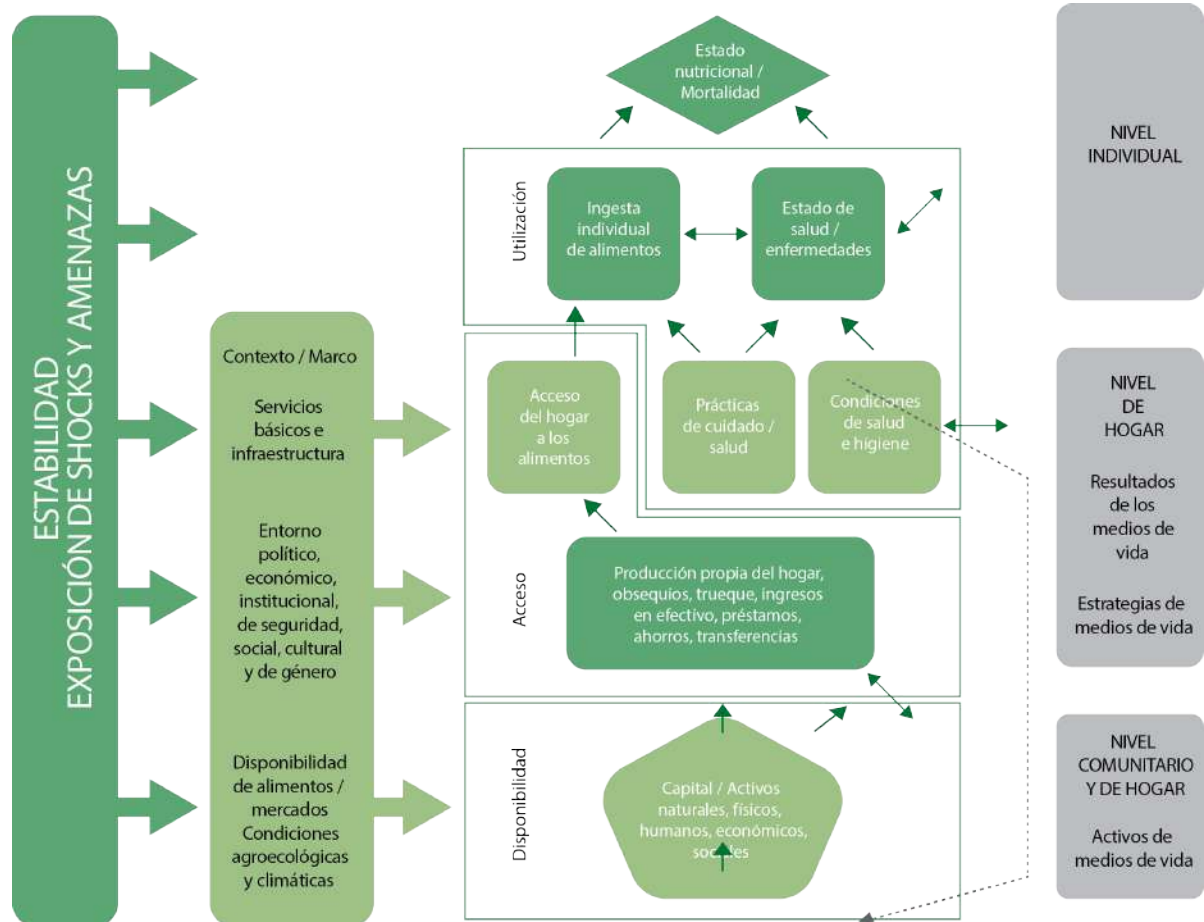 ESTABILIDAD
EXPOSICIÓN DE SHOCKS Y AMENAZAS
Contexto / Marco
Servicios
básicos e
infraestructura
Entorno
político,
económico,
institucional,
de seguridad,
social, cultural
y de género
Disponibilidad
de alimentos /
mercados
Condiciones
agroecológicas
y climáticas
Estado
nutricional /
Mortalidad
Utilización
Ingesta
individual
de alimentos
Estado de
salud /
enfermedades
Acceso
del hogar
a los
alimentos
Prácticas
de cuidado /
salud
Condiciones
de salud
e higiene
Acceso
Producción propia del hogar,
obsequios, trueque, ingresos
en efectivo, préstamos,
ahorros, transferencias
Disponibilidad
Capital / Activos
naturales, físicos,
humanos, económicos,
sociales
NIVEL
INDIVIDUAL
NIVEL
DE
HOGAR
Resultados
de los
medios de
vida
Estrategias de
medios de vida
NIVEL
COMUNITARIO
Y DE HOGAR
Activos de
medios de vida